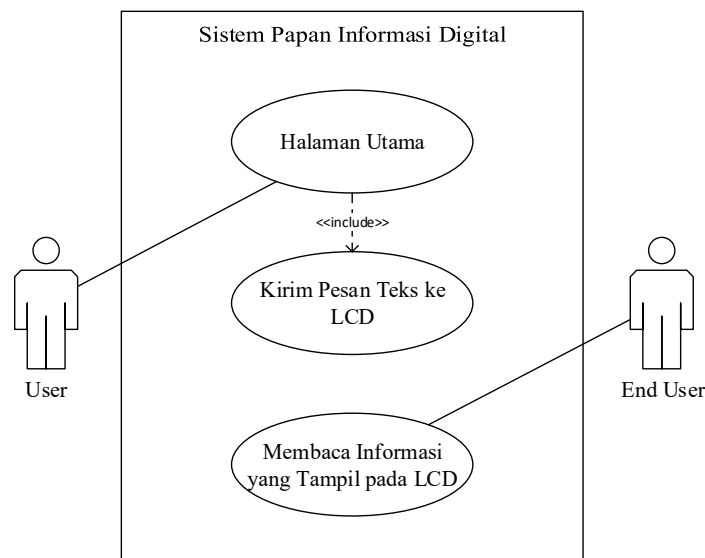 Sistem Papan Informasi Digital
Halaman Utama
<<include>>
Kirim Pesan Teks ke
LCD
User
End User
Membaca Informasi
yang Tampil pada LCD